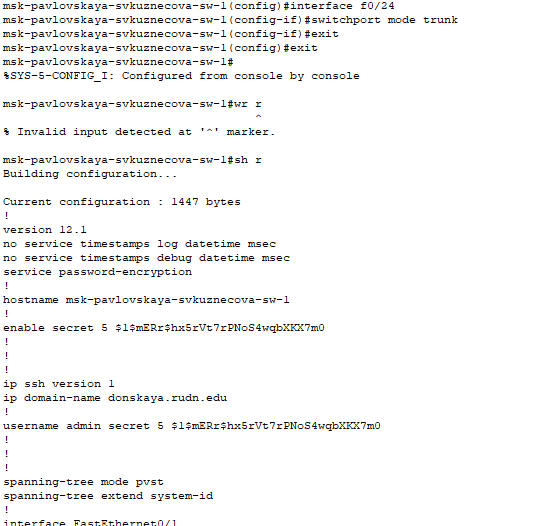 msk-pavlovskaya-svkuznecova-sw-1(config)#interface f0/24
msk-pavlovskaya-svkuznecova-sw-1(config-if)#switchport mode trunk
msk-pavlovskaya-svkuznecova-sw-1(config-if)#exit
msk-pavlovskaya-svkuznecova-sw-1(config)#exit
msk-pavlovskaya-svkuznecova-sw-1#
%SYS-5-CONFIG_I: Configured from console by console

msk-pavlovskaya-svkuznecova-sw-1#wr r
                                    ^
% Invalid input detected at '^' marker.

msk-pavlovskaya-svkuznecova-sw-1#sh r
Building configuration...

Current configuration : 1447 bytes
!
version 12.1
no service timestamps log datetime msec
no service timestamps debug datetime msec
service password-encryption
!
hostname msk-pavlovskaya-svkuznecova-sw-1
!
enable secret 5 $1$mERr$hx5rVt7rPNoS4wqbXKX7m0
!
!
!
ip ssh version 1
ip domain-name donskaya.rudn.edu
!
username admin secret 5 $1$mERr$hx5rVt7rPNoS4wqbXKX7m0
!
!
!
spanning-tree mode pvst
spanning-tree extend system-id
!
interface FastEthernet0/1